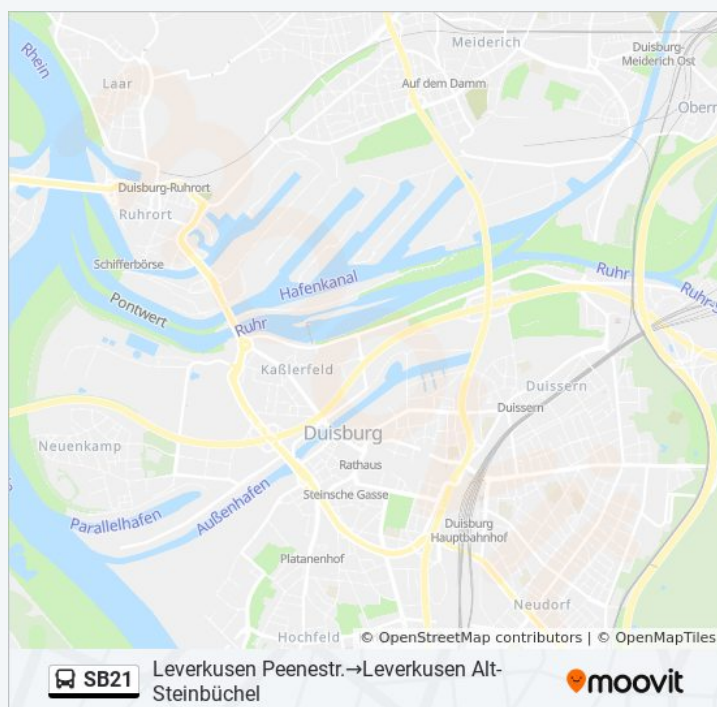 Rhein
Laar
Meiderich
Duisburg-
Meiderich Ost
Auf dem Damm
Duisburg-Ruhrort
Ruhrort
Schifferbörse
Hafenkanal
Ruhr
Pontwert
Ruhr
Kaßlerfeld
Duissern
Duissern
Neuenkamp
Duisburg
Rathaus
Steinsche Gasse
Außenhafen
Parallelhafen
Duisburg
Hauptbahnhof
Platanenhof
Neudorf
Hochfeld
© OpenStreetMap contributors | © OpenMapTiles
SB21
Leverkusen Peenestr.→Leverkusen Alt-
Steinbüchel
moovit